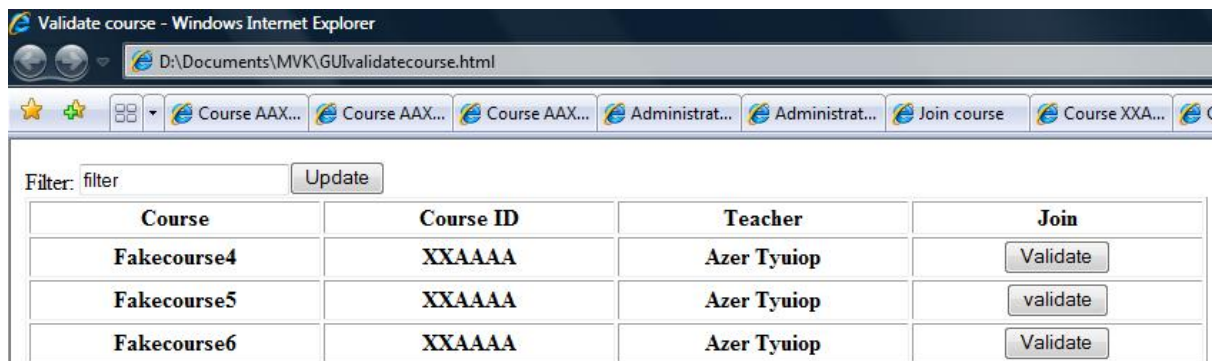 Validate course - Windows Internet Explorer
D:\Documents\MVK\GUIvalidatecourse.html
Course AAX... Course AAX... Course AAX... Administrat... Administrat... Join course Course XXA...
Filter: filter Update
Course Course ID Teacher Join
Fakecourse4 XXAAAA Azer Tyuiop Validate
Fakecourse5 XXAAAA Azer Tyuiop validate
Fakecourse6 XXAAAA Azer Tyuiop Validate